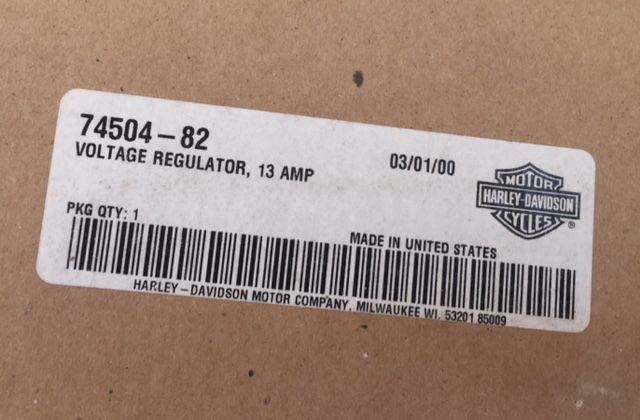 74504-82
VOLTAGE REGULATOR, 13 AMP
03/01/00
MOTOR
HARLEY-DAVIDSON
CYCLES
®
PKG QTY: 1
MADE IN UNITED STATES
HARLEY-DAVIDSON MOTOR COMPANY, MILWAUKEE WI. 53201 85009